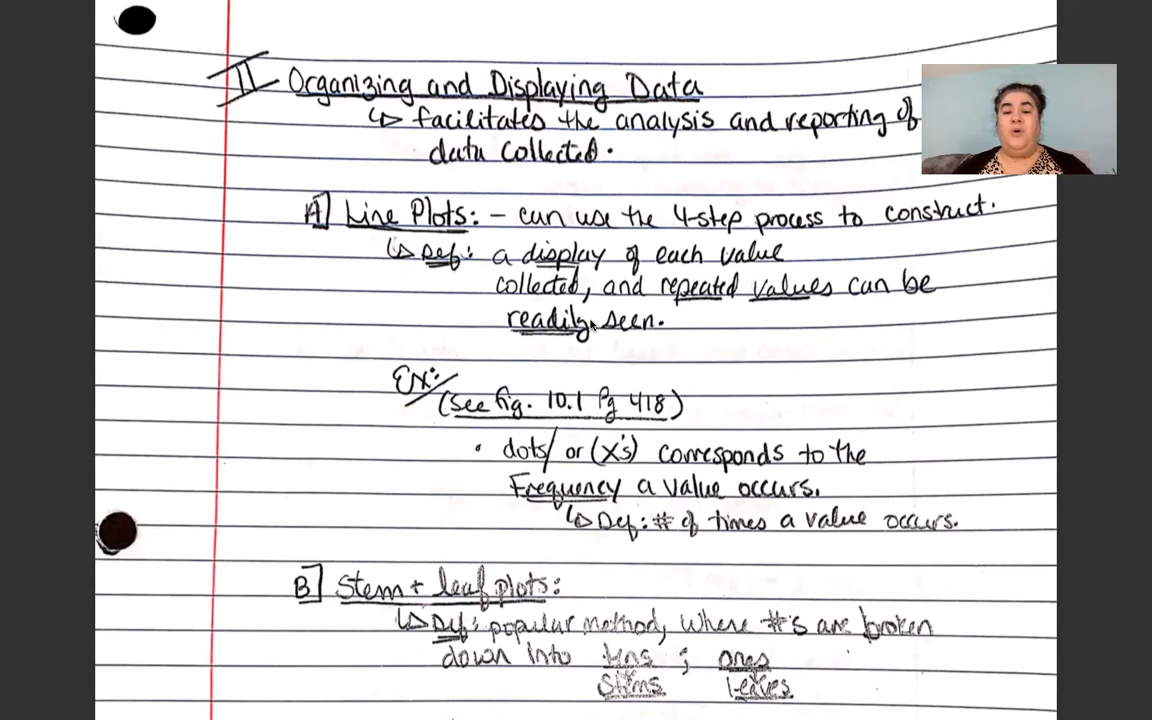 II Organizing and Displaying Data
↳ facilitates the analysis and reporting of
data collected.
A] Line Plots: - can use the 4-step process to construct.
↳ Def: a display of each value
collected, and repeated values can be
readily seen.
Ex:
(See fig. 10.1 Pg 418)
• dots/ or (x's) corresponds to the
Frequency a value occurs.
↳ Def: # of times a value occurs.
B] Stem + leaf plots:
↳ Def: popular method, where #'s are broken
down into tens ; ones
Stems Leaves